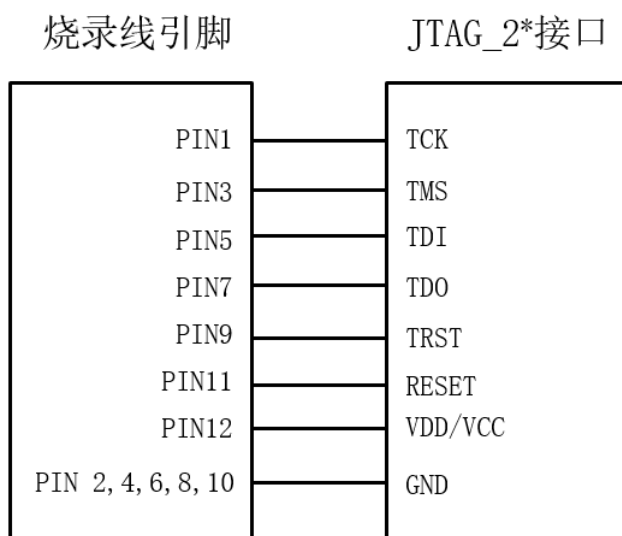 烧录线引脚 JTAG_2*接口
PIN1 TCK
PIN3 TMS
PIN5 TDI
PIN7 TDO
PIN9 TRST
PIN11 RESET
PIN12 VDD/VCC
PIN 2,4,6,8,10 GND